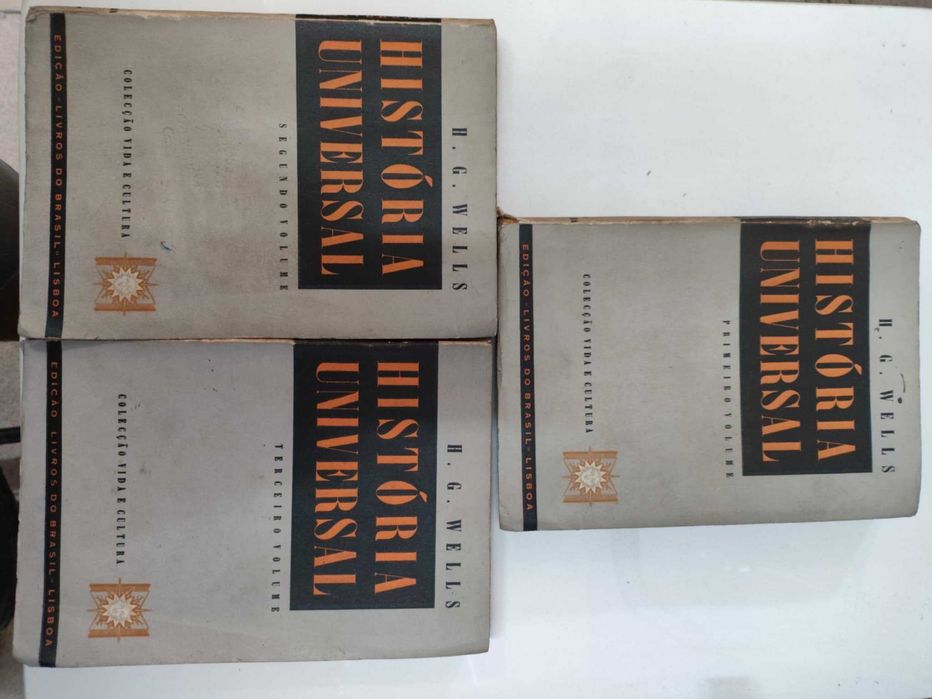 H. G. WELLS
HISTÓRIA
UNIVERSAL
SEGUNDO VOLUME
COLECÇÃO VIDA E CULTURA
EDIÇÃO - LIVROS DO BRASIL - LISBOA
H. G. WELLS
HISTÓRIA
UNIVERSAL
TERCEIRO VOLUME
COLECÇÃO VIDA E CULTURA
EDIÇÃO LIVROS DO BRASIL - LISBOA
H. G. WELLS
HISTÓRIA
UNIVERSAL
PRIMEIRO VOLUME
COLECÇÃO VIDA E CULTURA
EDIÇÃO - LIVROS DO BRASIL - LISBOA